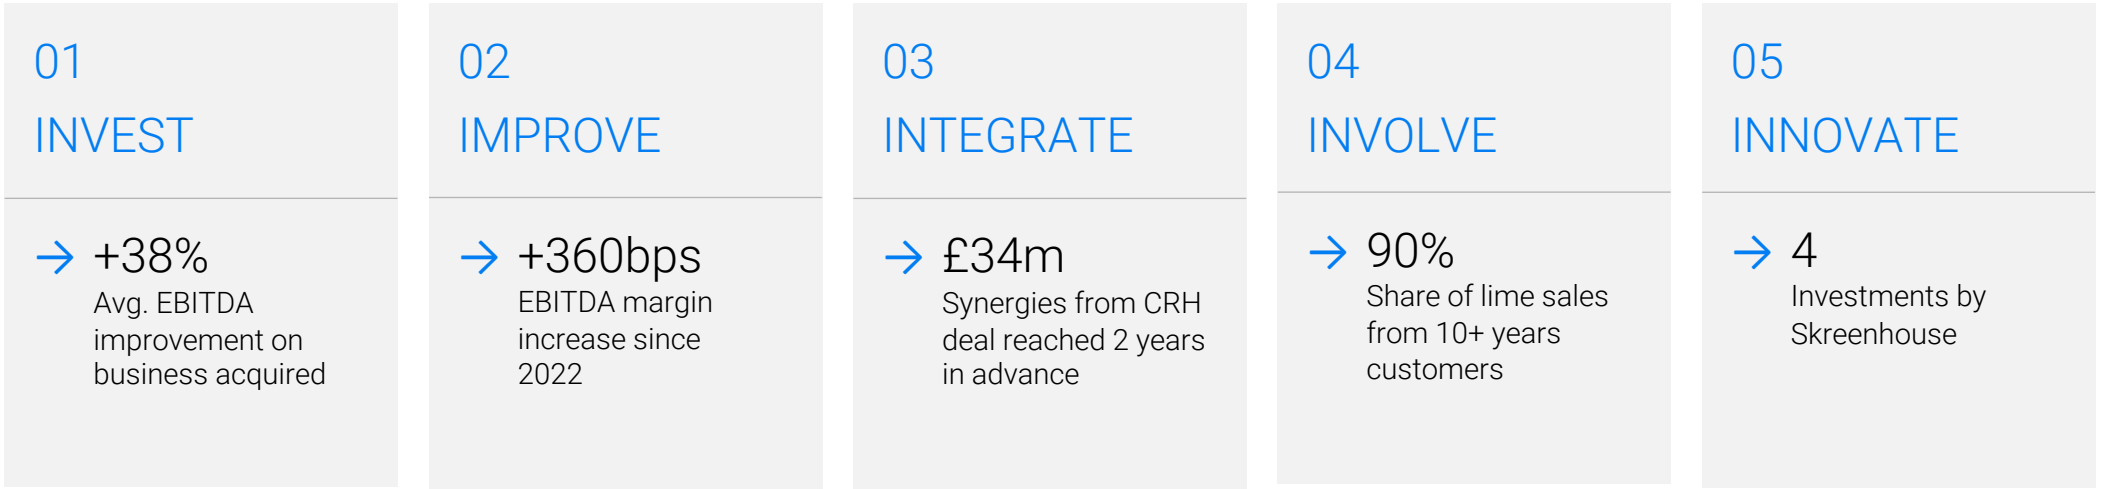 01
INVEST
→ +38%
Avg. EBITDA
improvement on
business acquired
02
IMPROVE
→ +360bps
EBITDA margin
increase since
2022
03
INTEGRATE
→ £34m
Synergies from CRH
deal reached 2 years
in advance
04
INVOLVE
→ 90%
Share of lime sales
from 10+ years
customers
05
INNOVATE
→ 4
Investments by
Skreenhouse